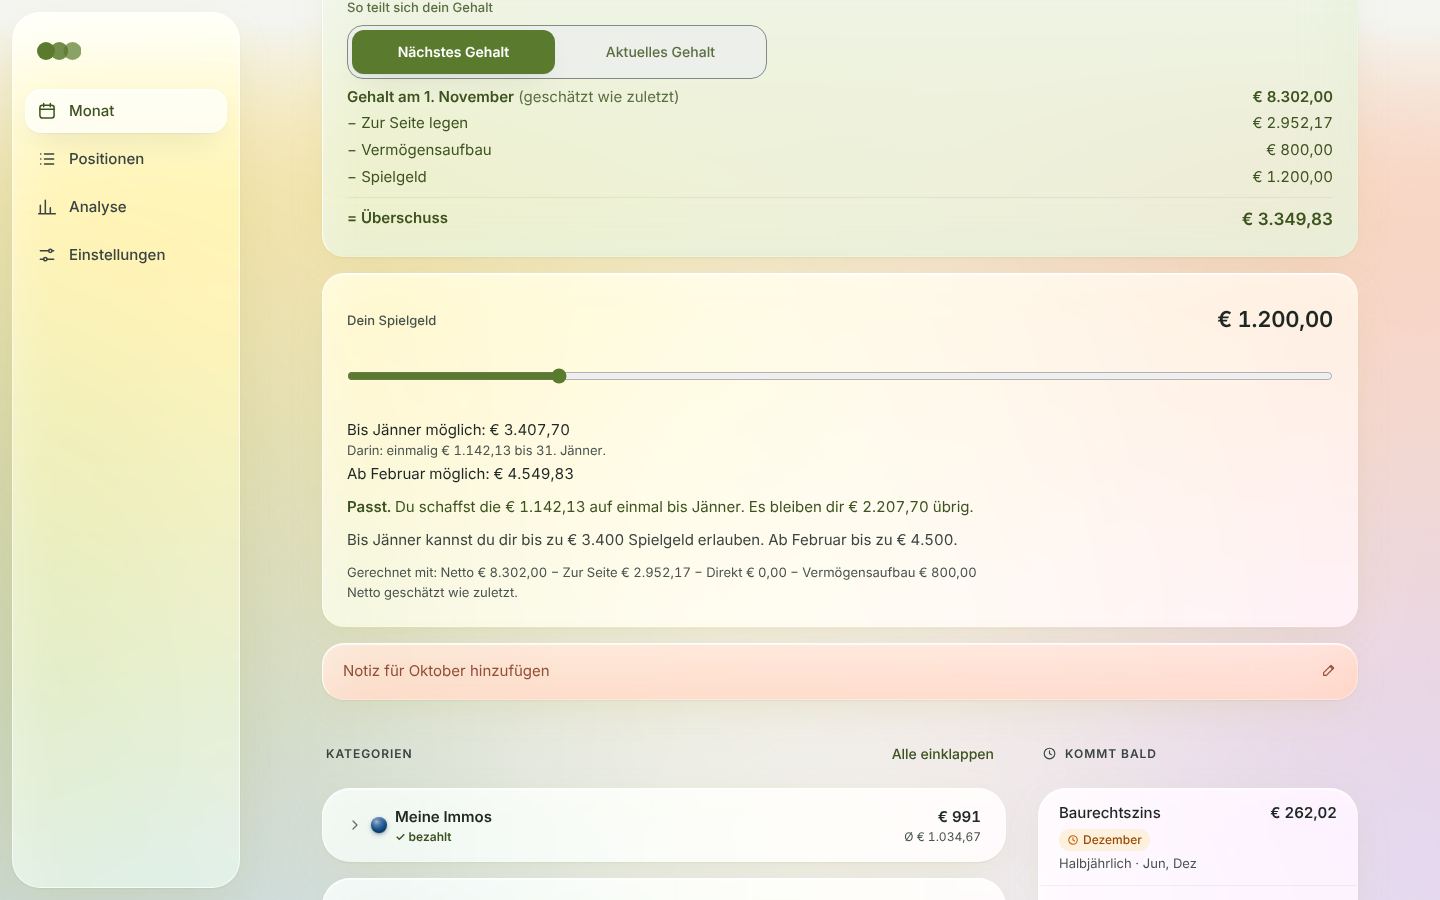 So teilt sich dein Gehalt
Nächstes Gehalt
Aktuelles Gehalt
Monat
Positionen
Analyse
Einstellungen
Gehalt am 1. November (geschätzt wie zuletzt) € 8.302,00
− Zur Seite legen € 2.952,17
− Vermögensaufbau € 800,00
− Spielgeld € 1.200,00
= Überschuss € 3.349,83
Dein Spielgeld € 1.200,00
Bis Jänner möglich: € 3.407,70
Darin: einmalig € 1.142,13 bis 31. Jänner.
Ab Februar möglich: € 4.549,83
Passt. Du schaffst die € 1.142,13 auf einmal bis Jänner. Es bleiben dir € 2.207,70 übrig.
Bis Jänner kannst du dir bis zu € 3.400 Spielgeld erlauben. Ab Februar bis zu € 4.500.
Gerechnet mit: Netto € 8.302,00 − Zur Seite € 2.952,17 − Direkt € 0,00 − Vermögensaufbau € 800,00
Netto geschätzt wie zuletzt.
Notiz für Oktober hinzufügen
KATEGORIEN
Alle einklappen
Meine Immos € 991
✓ bezahlt Ø € 1.034,67
KOMMT BALD
Baurechtszins € 262,02
Dezember
Halbjährlich · Jun, Dez